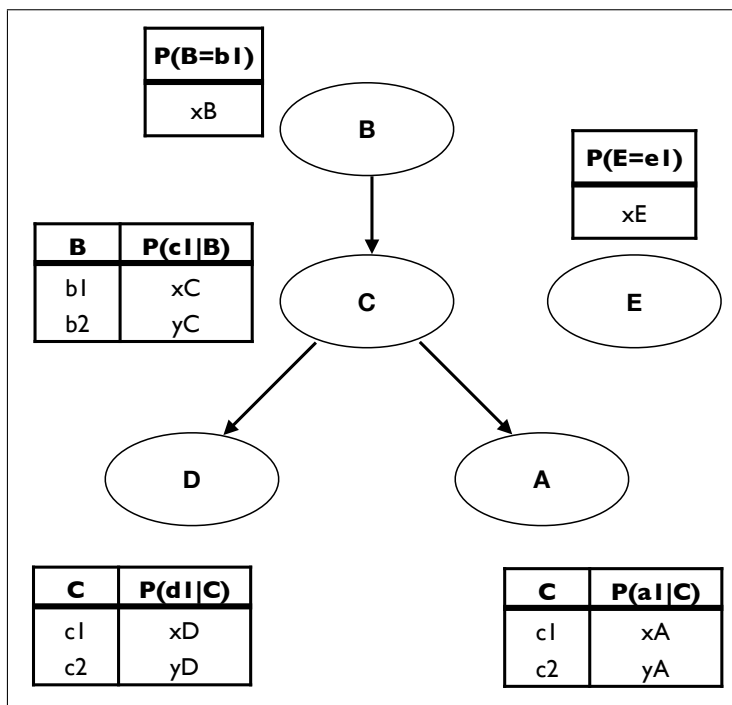 P(B=b1)
xB
B
P(E=e1)
xE
B P(c1|B)
b1 xC
b2 yC
C
E
D
A
C P(d1|C)
c1 xD
c2 yD
C P(a1|C)
c1 xA
c2 yA